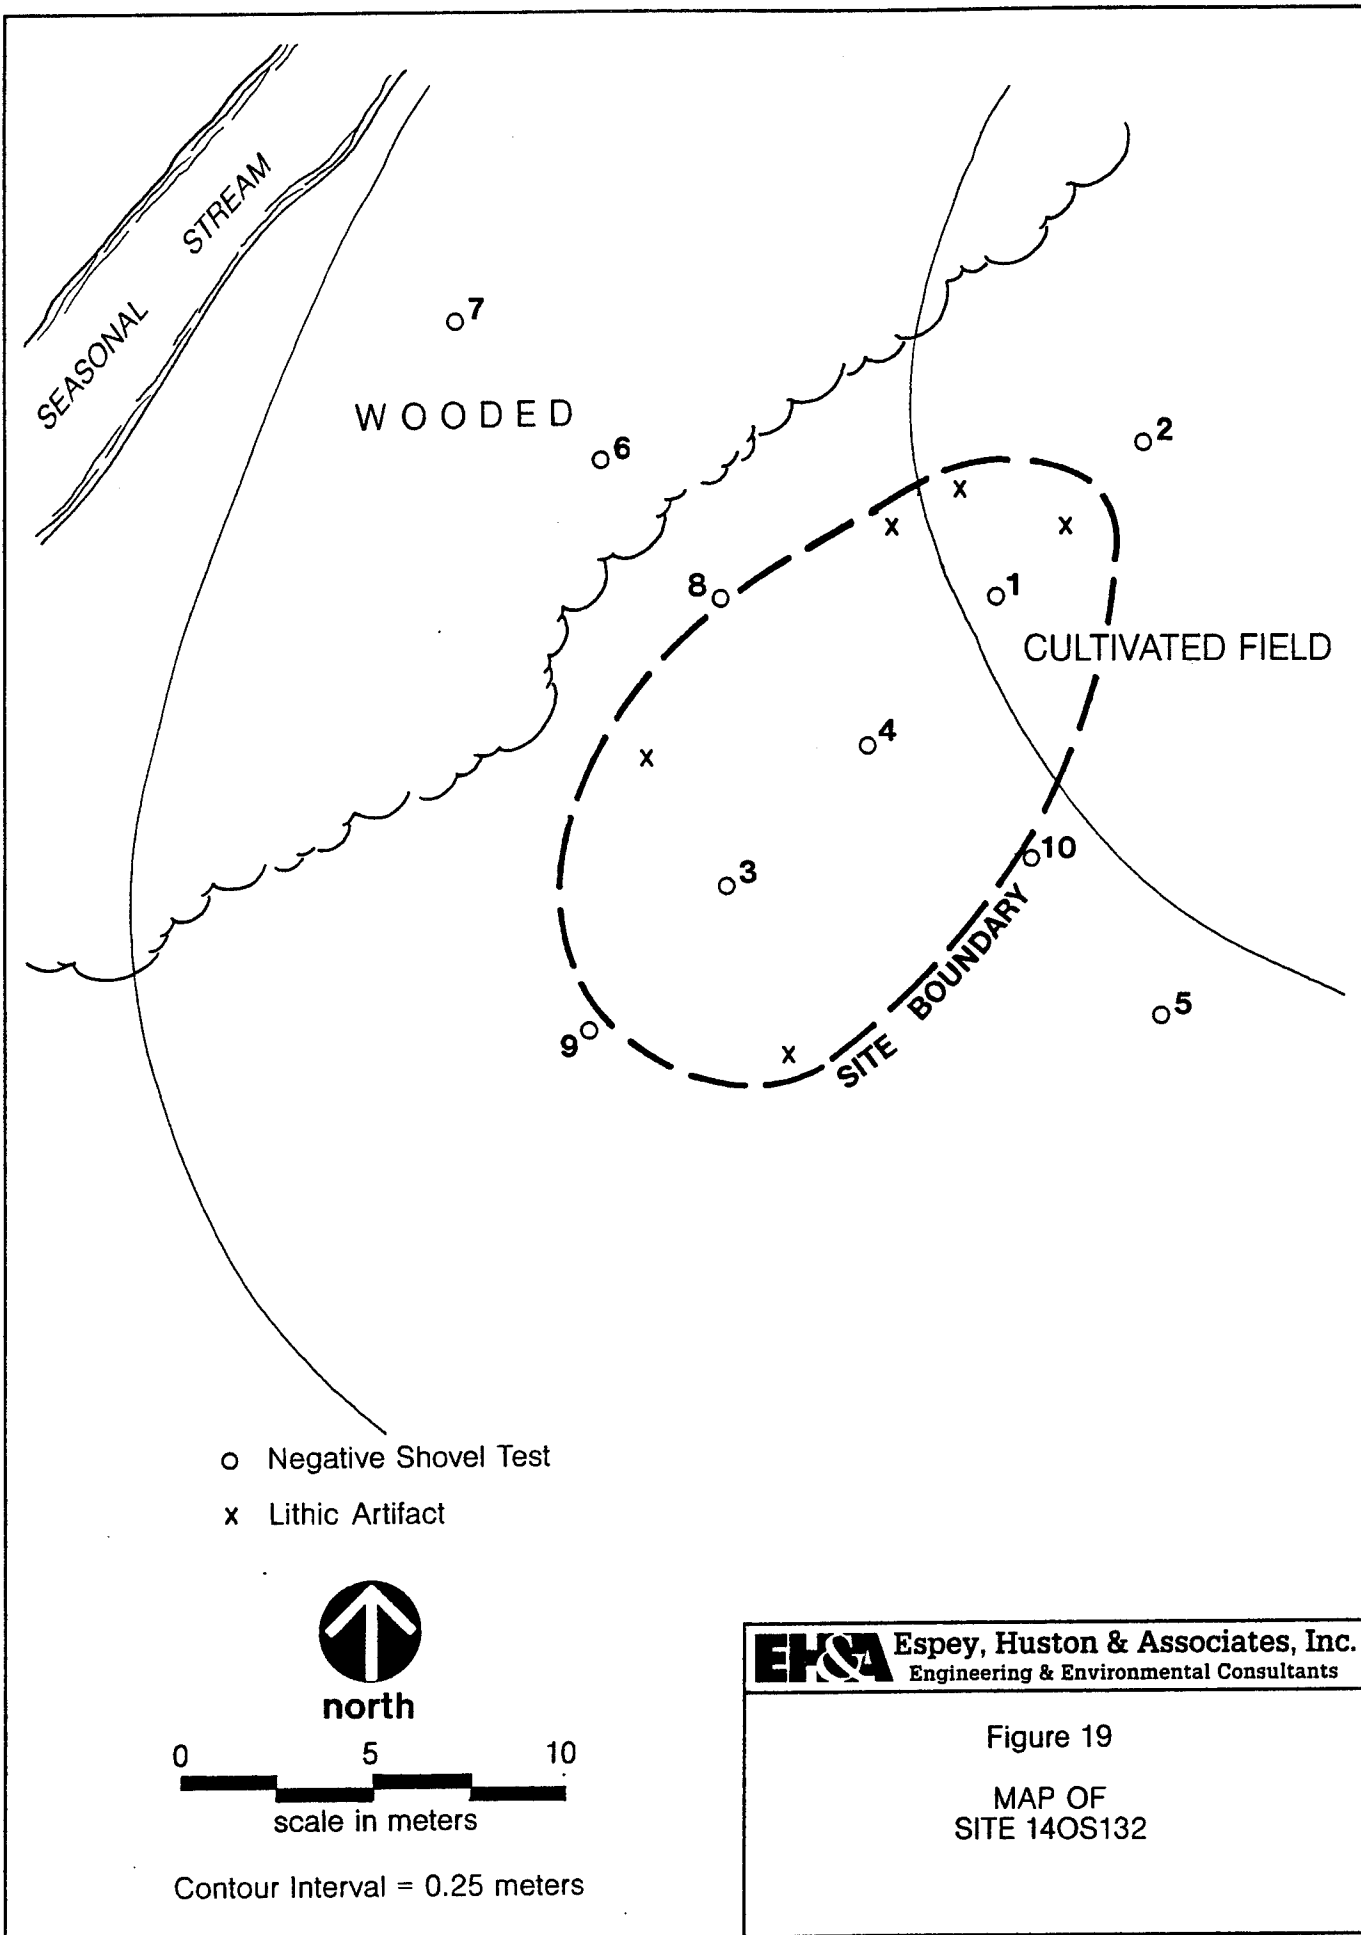 SEASONAL STREAM
7
WOODED
6
2
x
x
x
8
1
CULTIVATED FIELD
4
x
10
3
SITE BOUNDARY
5
9
x
o Negative Shovel Test
x Lithic Artifact
north
0 5 10
scale in meters
Contour Interval = 0.25 meters
EH&A Espey, Huston & Associates, Inc.
Engineering & Environmental Consultants
Figure 19
MAP OF
SITE 14OS132